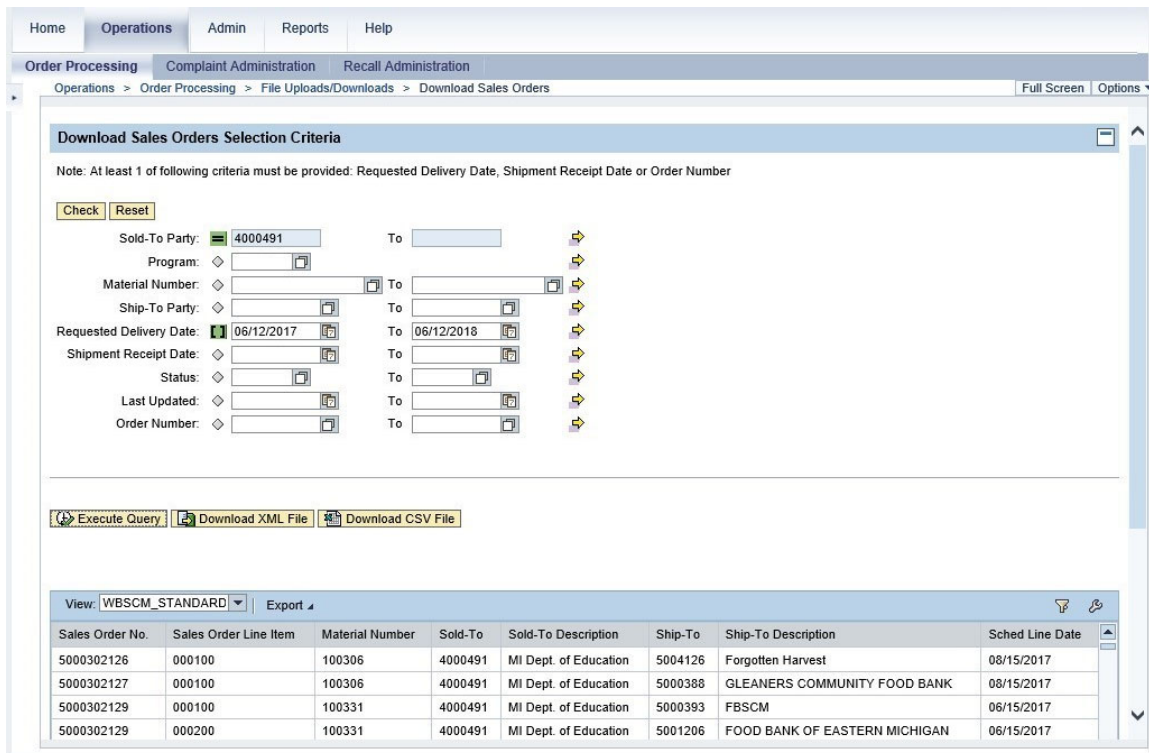 Home Operations Admin Reports Help
Order Processing Complaint Administration Recall Administration
Operations > Order Processing > File Uploads/Downloads > Download Sales Orders Full Screen Options
Download Sales Orders Selection Criteria
Note: At least 1 of following criteria must be provided: Requested Delivery Date, Shipment Receipt Date or Order Number
Check Reset
Sold-To Party: 4000491 To
Program:
Material Number: To
Ship-To Party: To
Requested Delivery Date: 06/12/2017 To 06/12/2018
Shipment Receipt Date: To
Status: To
Last Updated: To
Order Number: To
Execute Query Download XML File Download CSV File
View: WBSCM_STANDARD Export
Sales Order No. Sales Order Line Item Material Number Sold-To Sold-To Description Ship-To Ship-To Description Sched Line Date
5000302126 000100 100306 4000491 MI Dept. of Education 5004126 Forgotten Harvest 08/15/2017
5000302127 000100 100306 4000491 MI Dept. of Education 5000388 GLEANERS COMMUNITY FOOD BANK 08/15/2017
5000302129 000100 100331 4000491 MI Dept. of Education 5000393 FBSCM 06/15/2017
5000302129 000200 100331 4000491 MI Dept. of Education 5001206 FOOD BANK OF EASTERN MICHIGAN 06/15/2017